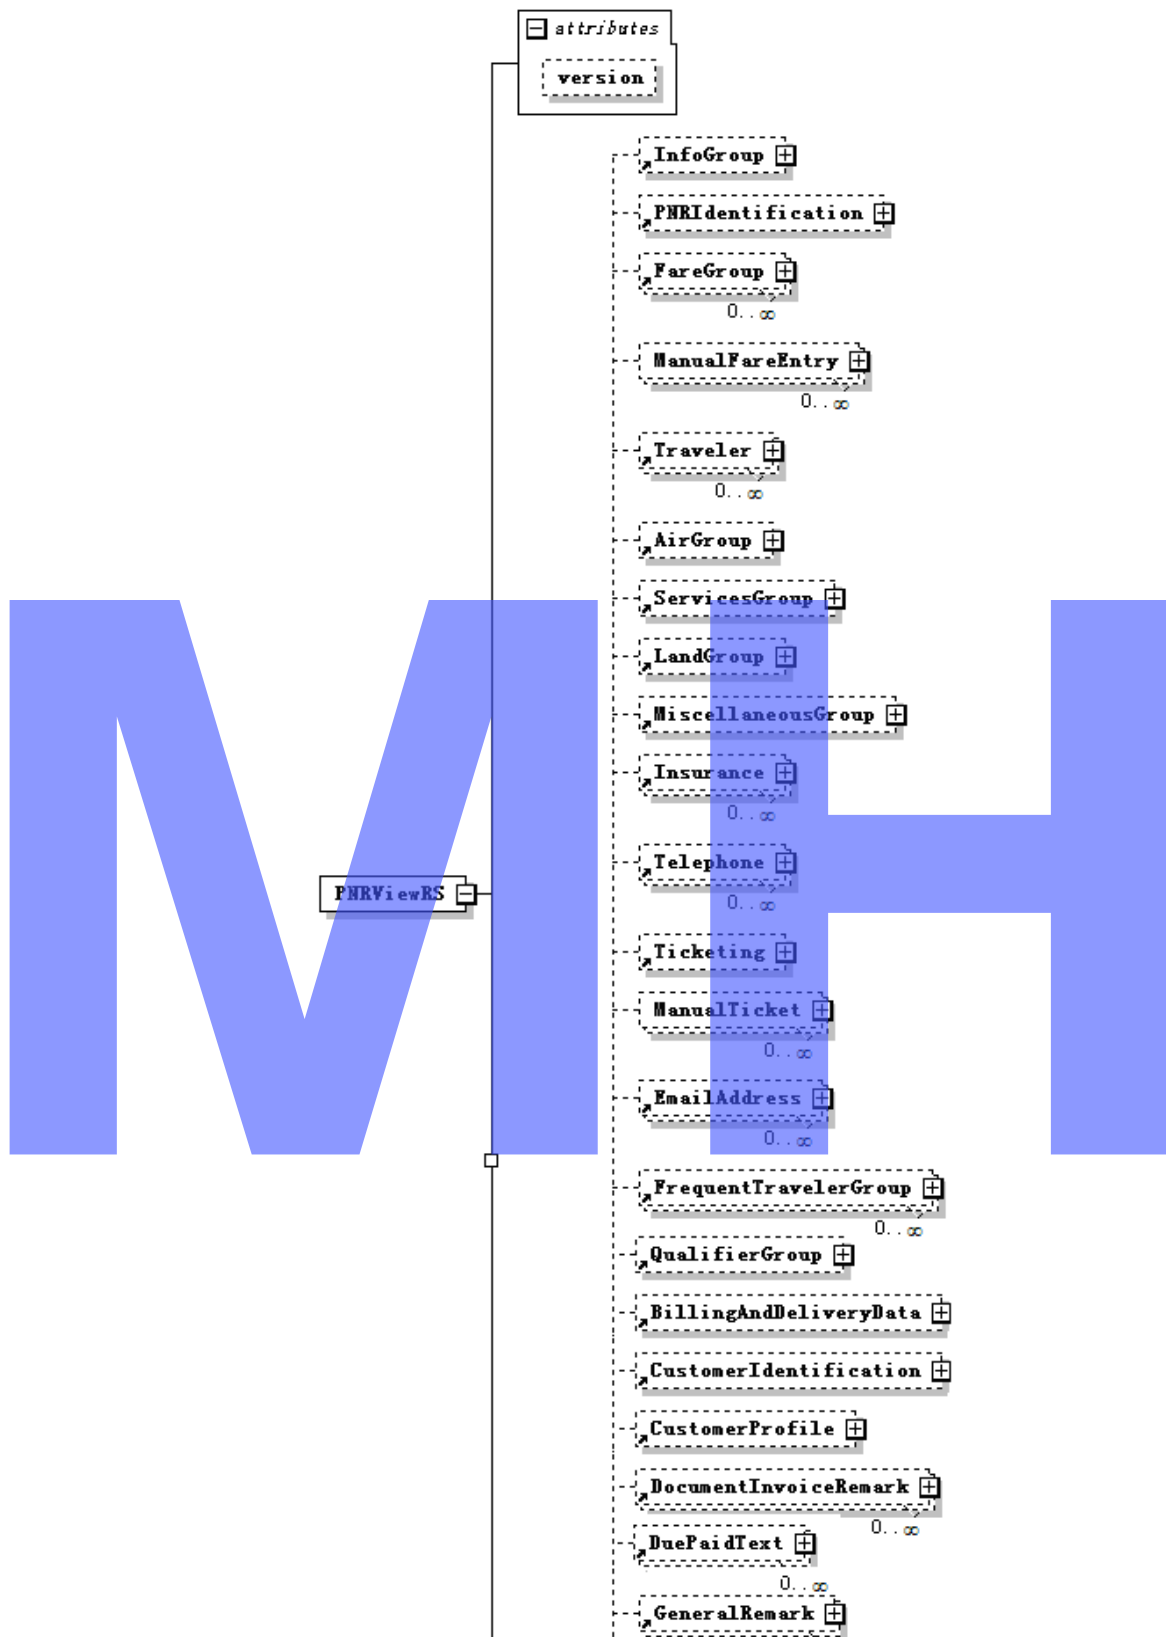 attributes
version
InfoGroup
PNRIdentification
FareGroup
0..∞
ManualFareEntry
0..∞
Traveler
0..∞
AirGroup
ServicesGroup
LandGroup
MiscellaneousGroup
Insurance
0..∞
Telephone
0..∞
PNRViewRS
Ticketing
ManualTicket
0..∞
EmailAddress
0..∞
FrequentTravelerGroup
0..∞
QualifierGroup
BillingAndDeliveryData
CustomerIdentification
CustomerProfile
DocumentInvoiceRemark
0..∞
DuePaidText
0..∞
GeneralRemark
MH